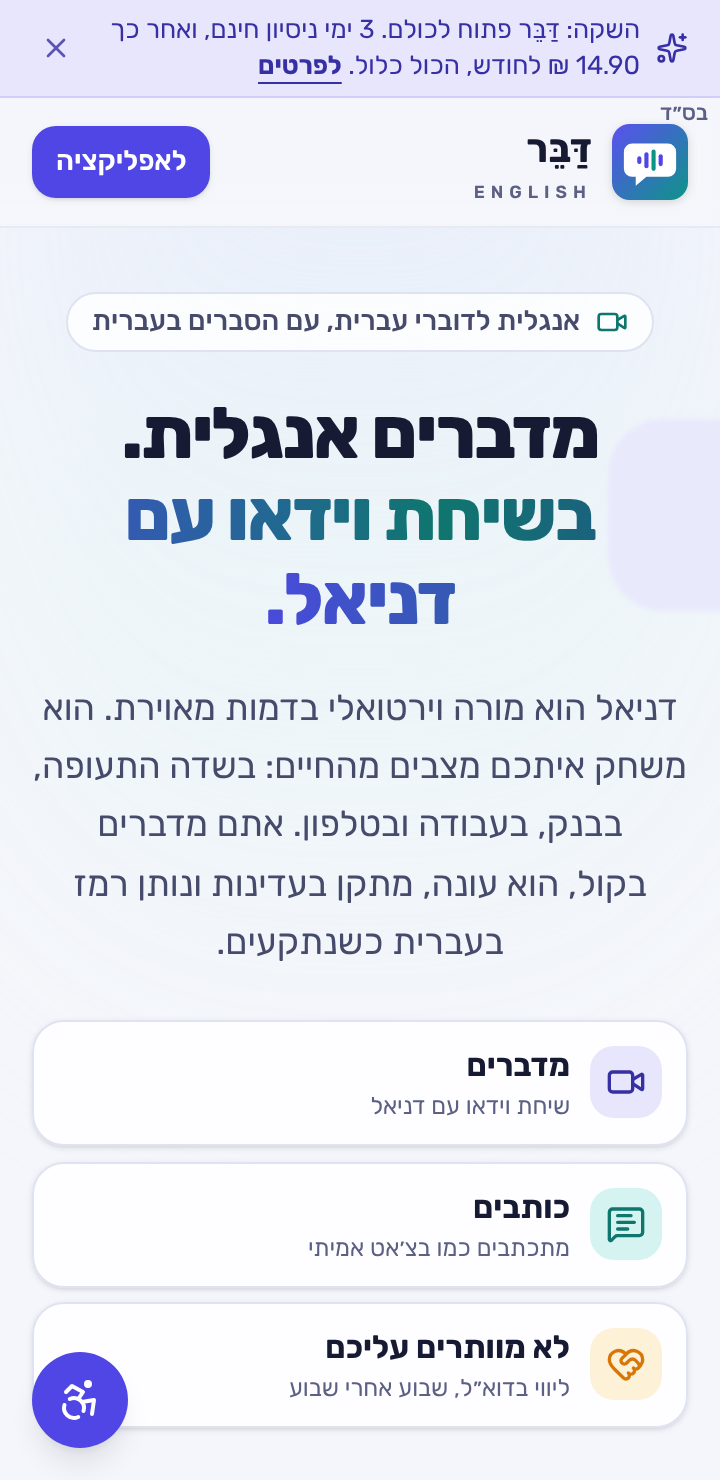 השקה: דַּבֵּר פתוח לכולם. 3 ימי ניסיון חינם, ואחר כך
14.90 ₪ לחודש, הכול כלול. לפרטים
בס״ד
דַּבֵּר
ENGLISH
לאפליקציה
אנגלית לדוברי עברית, עם הסברים בעברית
מדברים אנגלית.
בשיחת וידאו עם
דניאל.
דניאל הוא מורה וירטואלי בדמות מאוירת. הוא
משחק איתכם מצבים מהחיים: בשדה התעופה,
בבנק, בעבודה ובטלפון. אתם מדברים
בקול, הוא עונה, מתקן בעדינות ונותן רמז
בעברית כשנתקעים.
מדברים
שיחת וידאו עם דניאל
כותבים
מתכתבים כמו בצ׳אט אמיתי
לא מוותרים עליכם
ליווי בדוא״ל, שבוע אחרי שבוע